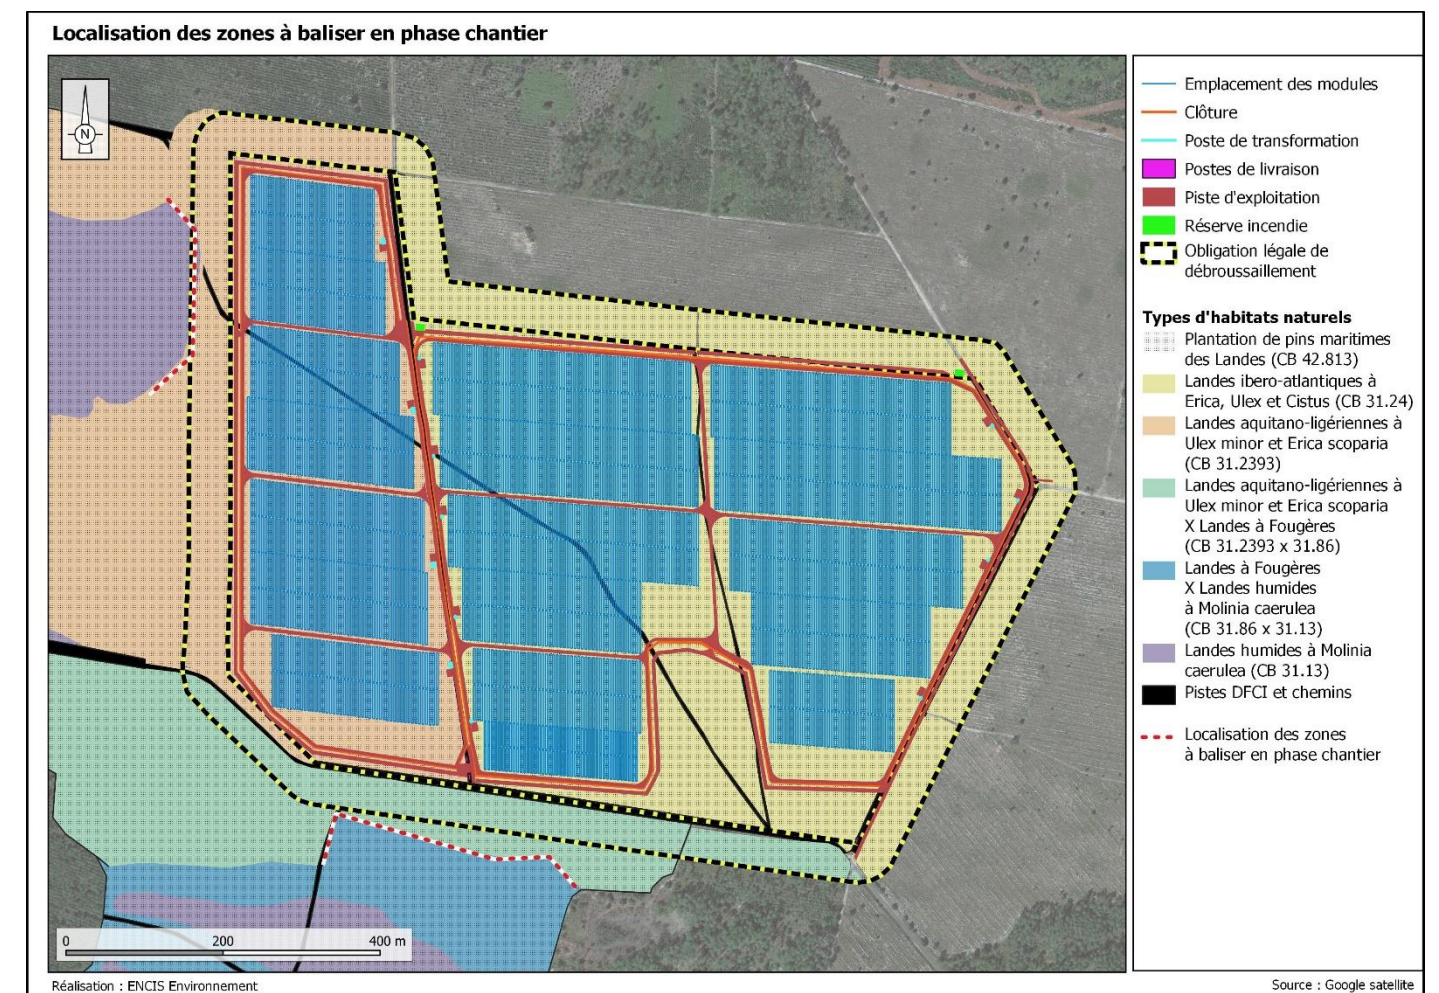 Localisation des zones à baliser en phase chantier
N
Emplacement des modules
Clôture
Poste de transformation
Postes de livraison
Piste d'exploitation
Réserve incendie
Obligation légale de
débroussaillement
Types d'habitats naturels
Plantation de pins maritimes
des Landes (CB 42.813)
Landes ibero-atlantiques à
Erica, Ulex et Cistus (CB 31.24)
Landes aquitano-ligériennes à
Ulex minor et Erica scoparia
(CB 31.2393)
Landes aquitano-ligériennes à
Ulex minor et Erica scoparia
X Landes à Fougères
(CB 31.2393 x 31.86)
Landes à Fougères
X Landes humides
à Molinia caerulea
(CB 31.86 x 31.13)
Landes humides à Molinia
caerulea (CB 31.13)
Pistes DFCI et chemins
Localisation des zones
à baliser en phase chantier
0 200 400 m
Réalisation : ENCIS Environnement
Source : Google satellite